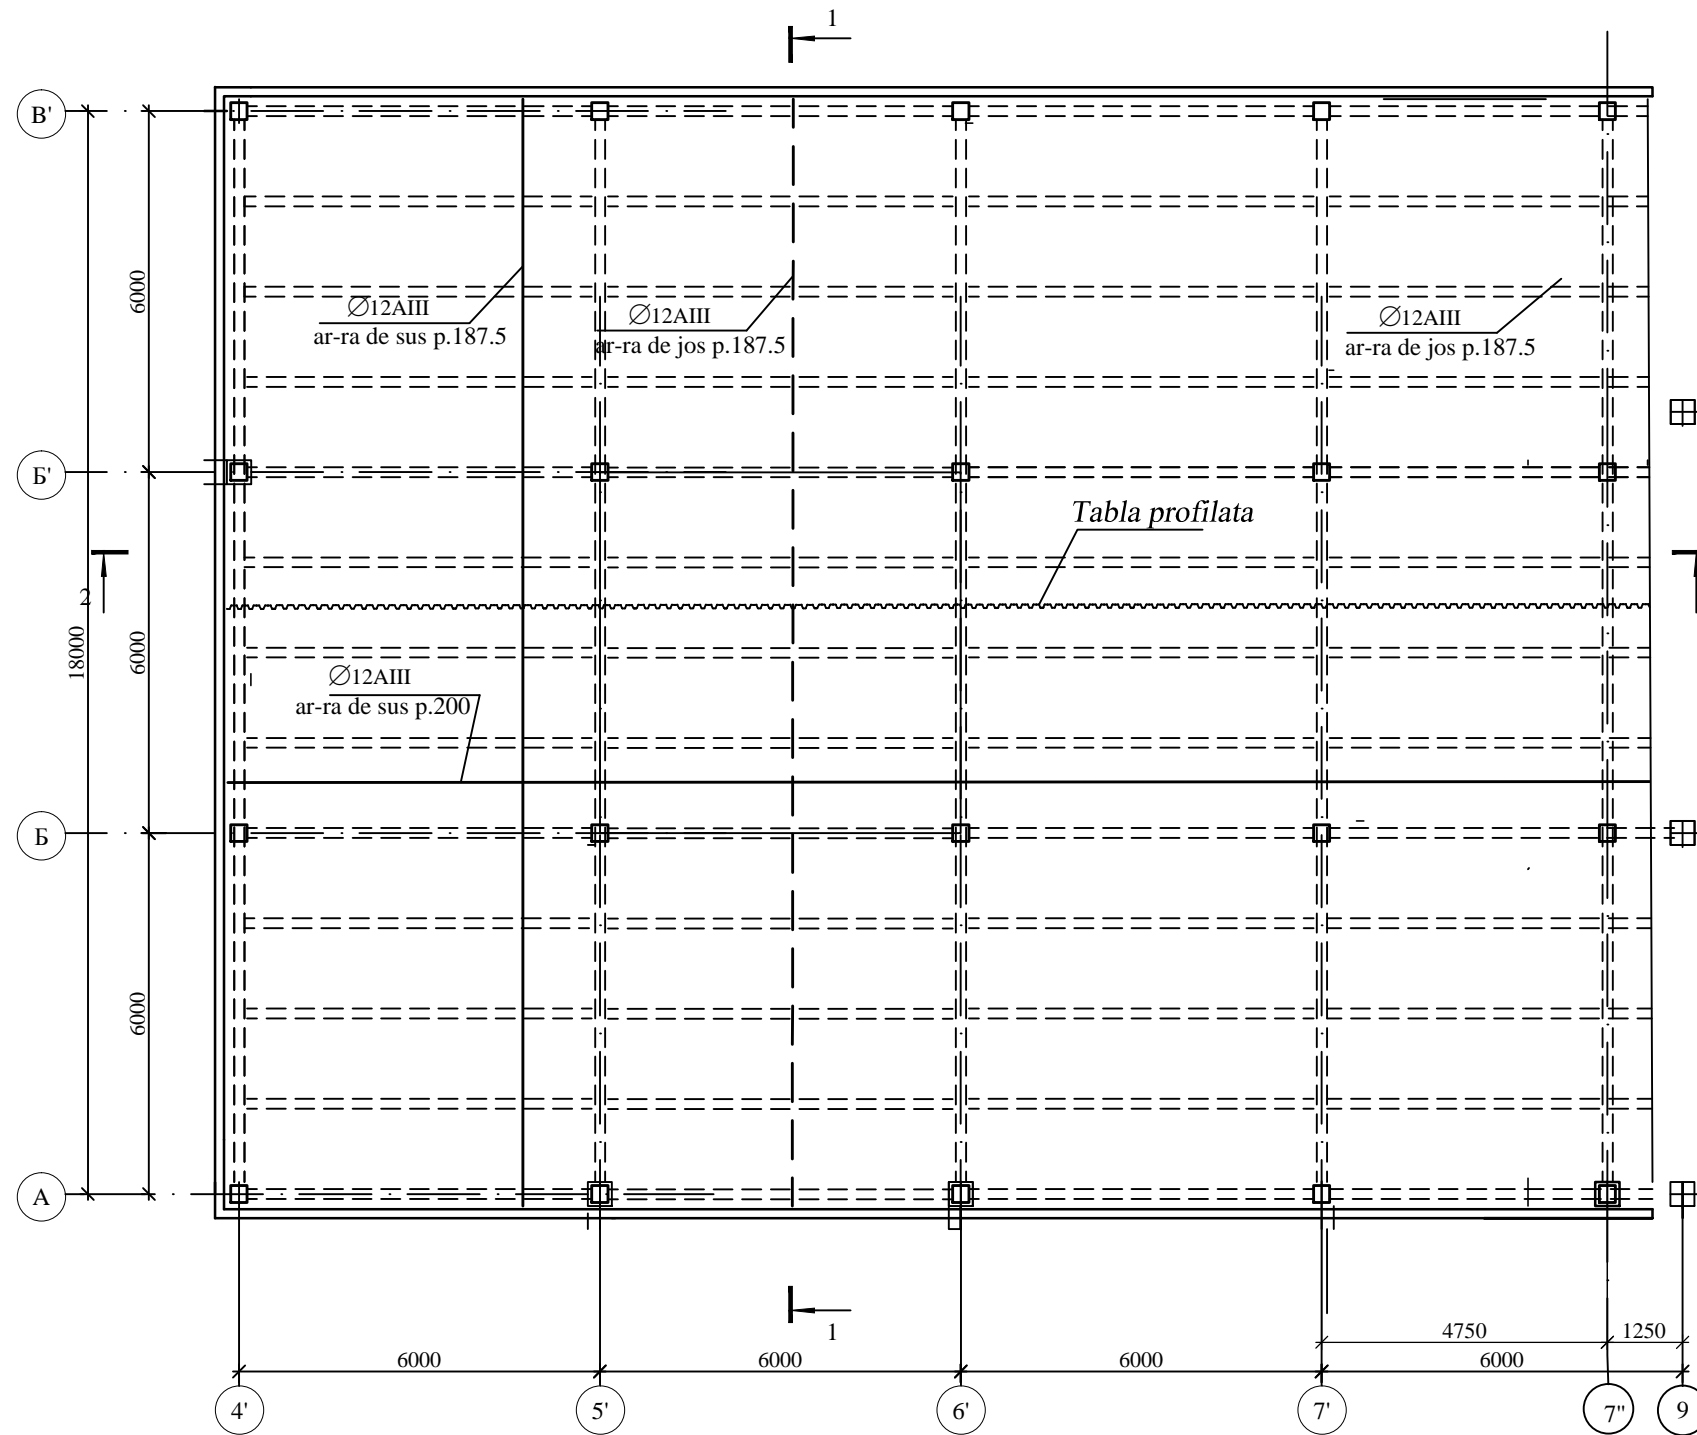 1
В'
6000
∅12AIII
ar-ra de sus p.187.5
∅12AIII
ar-ra de jos p.187.5
∅12AIII
ar-ra de jos p.187.5
Б'
Tabla profilata
2
18000
6000
∅12AIII
ar-ra de sus p.200
Б
6000
А
1
4750
1250
6000
6000
6000
6000
4'
5'
6'
7'
7"
9